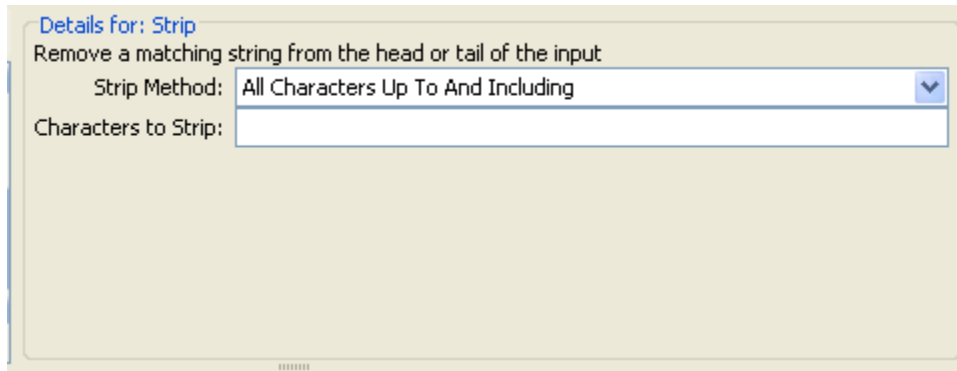 Details for: Strip
Remove a matching string from the head or tail of the input
Strip Method: All Characters Up To And Including
Characters to Strip: